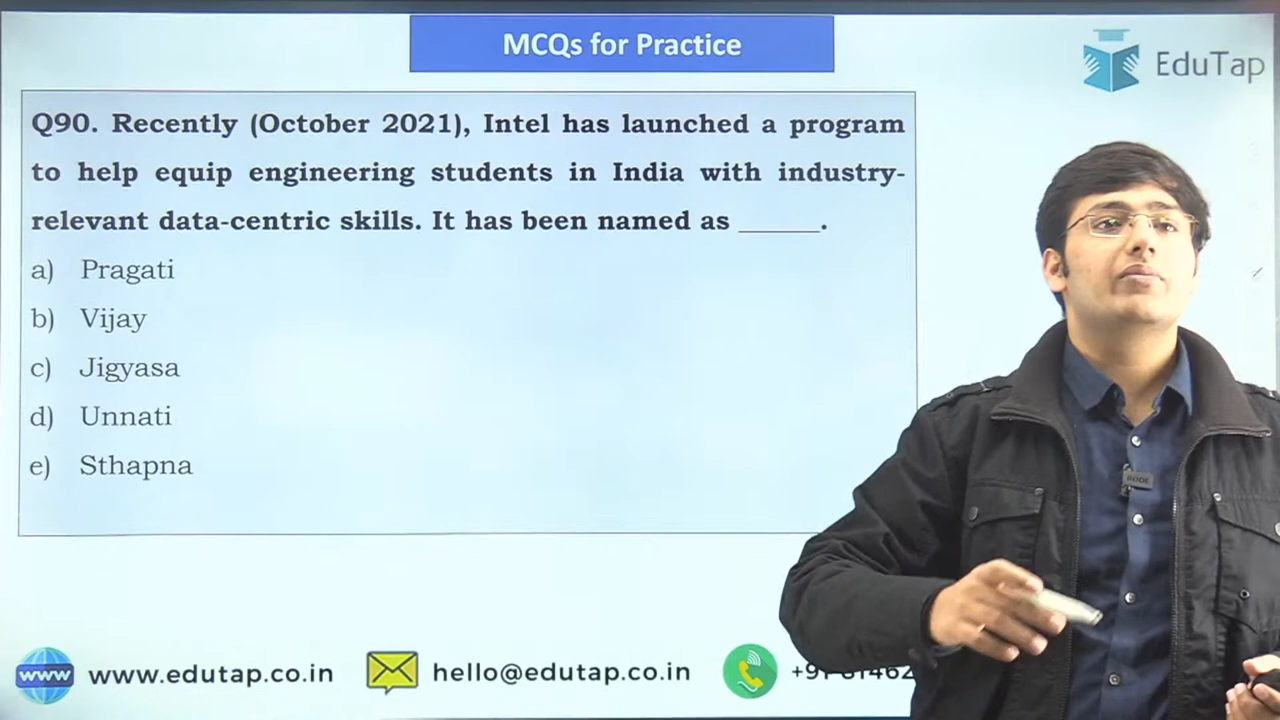 MCQs for Practice
EduTap
Q90. Recently (October 2021), Intel has launched a program
to help equip engineering students in India with industry-
relevant data-centric skills. It has been named as ______.
a) Pragati
b) Vijay
c) Jigyasa
d) Unnati
e) Sthapna
RODE
www www.edutap.co.in hello@edutap.co.in